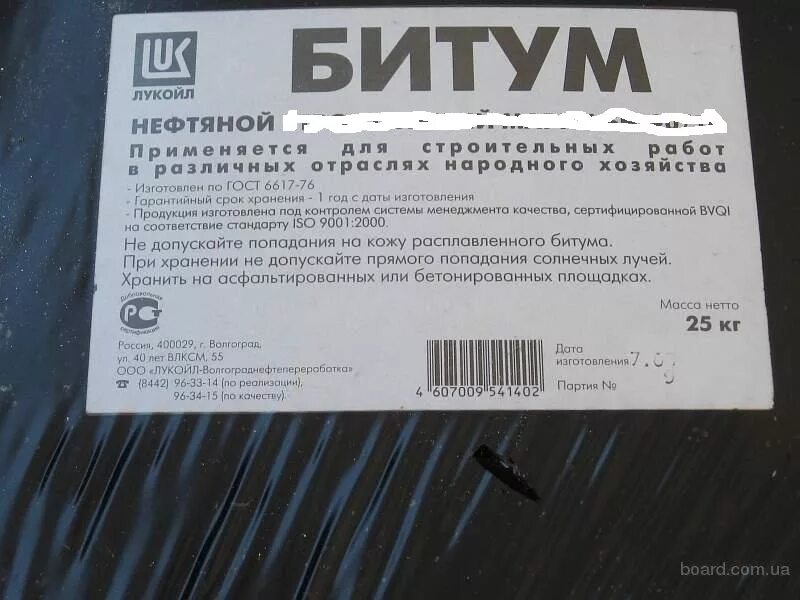 LUK
ЛУКОЙЛ
БИТУМ
НЕФТЯНОЙ
Применяется для строительных работ
в различных отраслях народного хозяйства
- Изготовлен по ГОСТ 6617-76
- Гарантийный срок хранения - 1 год с даты изготовления
- Продукция изготовлена под контролем системы менеджмента качества, сертифицированной BVQI
на соответствие стандарту ISO 9001:2000.
Не допускайте попадания на кожу расплавленного битума.
При хранении не допускайте прямого попадания солнечных лучей.
Хранить на асфальтированных или бетонированных площадках.
Добровольная
РСТ
сертификация
Масса нетто
25 кг
Россия, 400029, г. Волгоград,
ул. 40 лет ВЛКСМ, 55
ООО «ЛУКОЙЛ-Волгограднефтепереработка»
☎ (8442) 96-33-14 (по реализации),
96-34-15 (по качеству).
4 607009 541402
Дата
изготовления
Партия №
board.com.ua